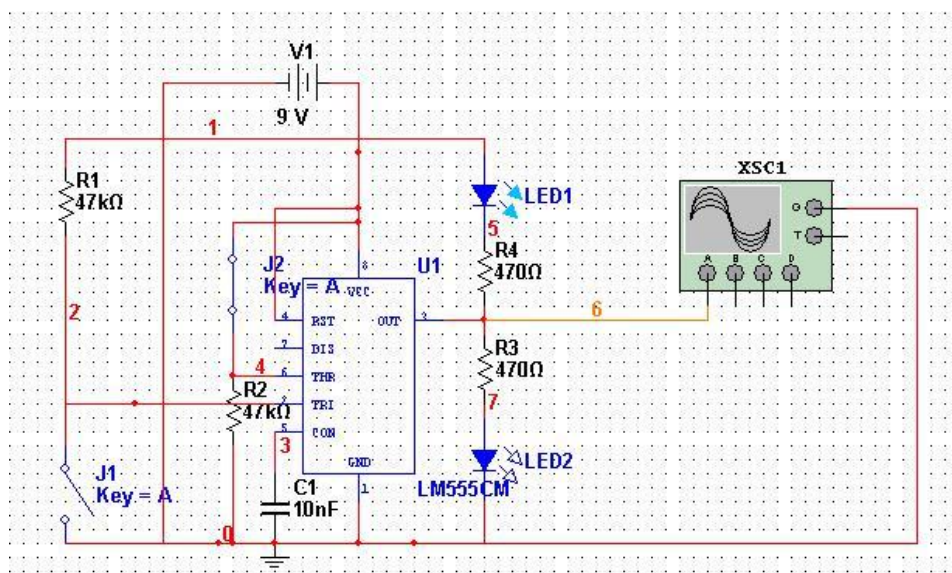 V1
9 V
1
XSC1
R1
47kΩ
G
T
A B C D
LED1
5
J2
Key = A
8
VCC
U1
R4
470Ω
2
4
RST
OUT
3
6
7
DIS
4
6
THR
R3
470Ω
R2
47kΩ
2
TRI
7
5
CON
3
J1
Key = A
GND
1
LED2
LM555CM
C1
10nF
0